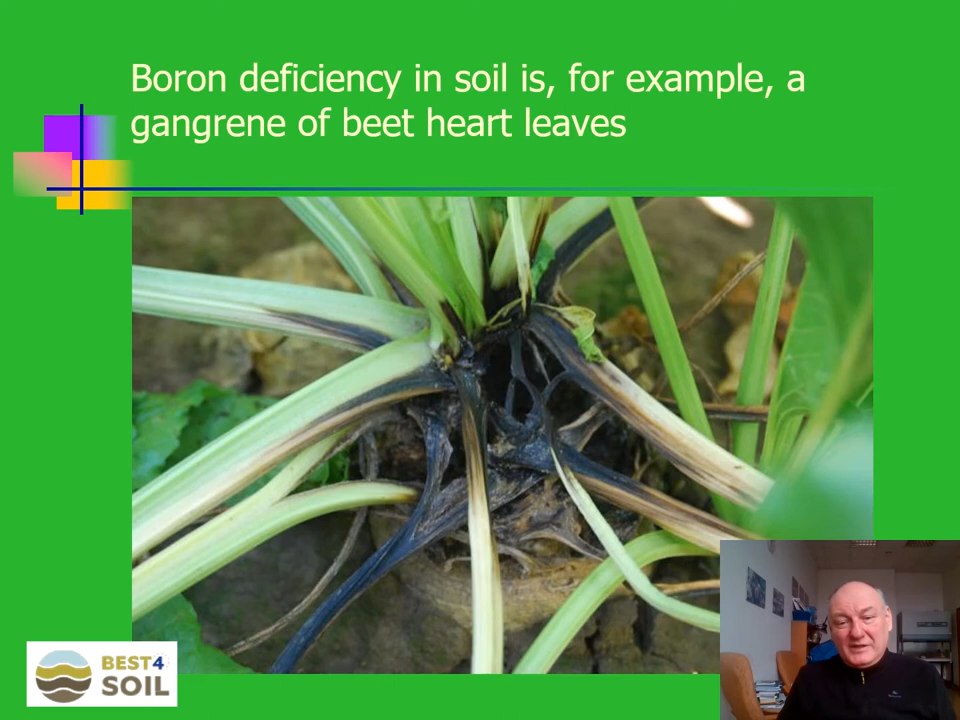 Boron deficiency in soil is, for example, a
gangrene of beet heart leaves
BEST4
SOIL